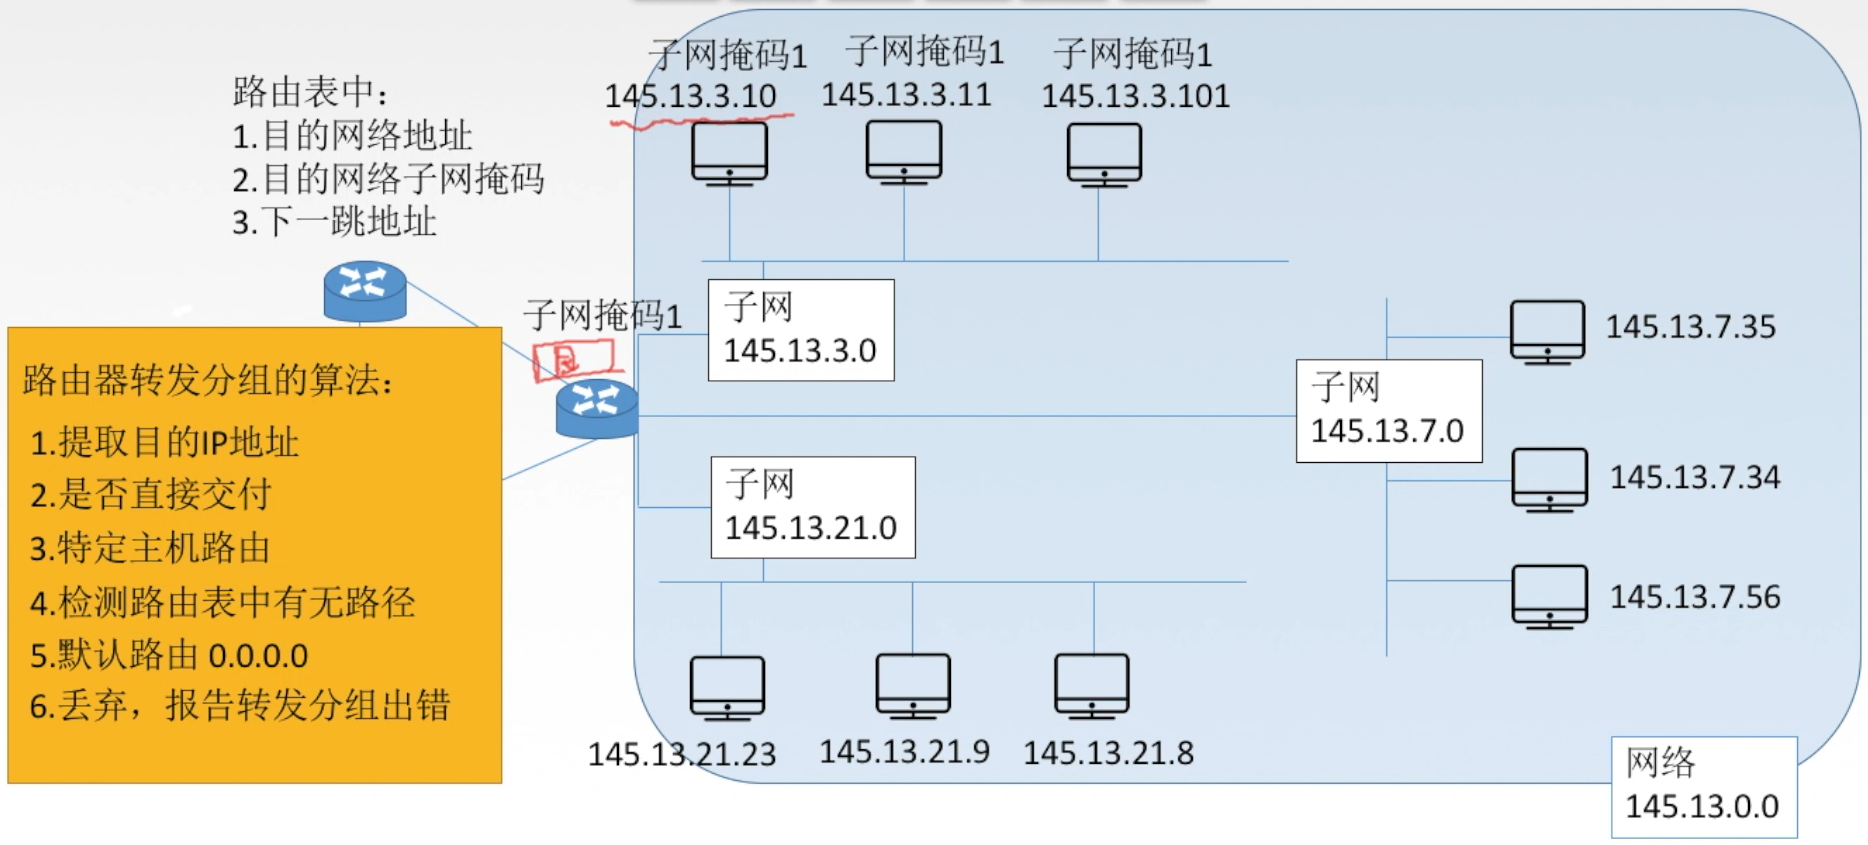 子网掩码1
145.13.3.10
子网掩码1
145.13.3.11
子网掩码1
145.13.3.101
路由表中：
1.目的网络地址
2.目的网络子网掩码
3.下一跳地址
子网掩码1
子网
145.13.3.0
子网
145.13.7.0
145.13.7.35
145.13.7.34
145.13.7.56
路由器转发分组的算法：
1.提取目的IP地址
2.是否直接交付
3.特定主机路由
4.检测路由表中有无路径
5.默认路由 0.0.0.0
6.丢弃，报告转发分组出错
子网
145.13.21.0
145.13.21.23
145.13.21.9
145.13.21.8
网络
145.13.0.0